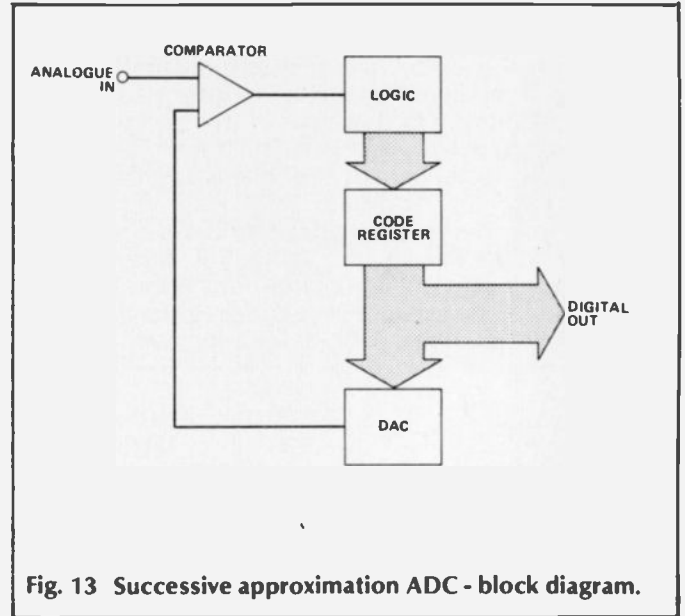 COMPARATOR
ANALOGUE
IN
LOGIC
CODE
REGISTER
DIGITAL
OUT
DAC
Fig. 13 Successive approximation ADC - block diagram.